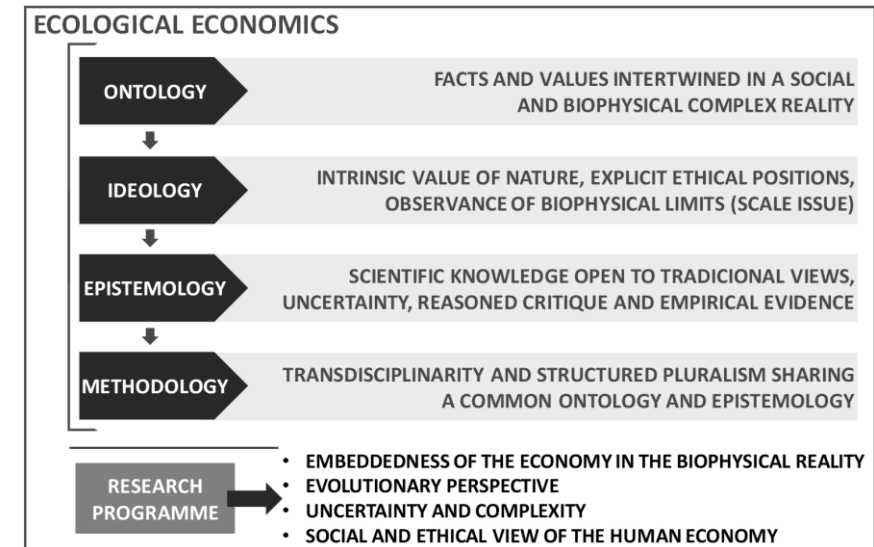 ECOLOGICAL ECONOMICS
ONTOLOGY
FACTS AND VALUES INTERTWINED IN A SOCIAL
AND BIOPHYSICAL COMPLEX REALITY
IDEOLOGY
INTRINSIC VALUE OF NATURE, EXPLICIT ETHICAL POSITIONS,
OBSERVANCE OF BIOPHYSICAL LIMITS (SCALE ISSUE)
EPISTEMOLOGY
SCIENTIFIC KNOWLEDGE OPEN TO TRADICIONAL VIEWS,
UNCERTAINTY, REASONED CRITIQUE AND EMPIRICAL EVIDENCE
METHODOLOGY
TRANSDISCIPLINARITY AND STRUCTURED PLURALISM SHARING
A COMMON ONTOLOGY AND EPISTEMOLOGY
RESEARCH
PROGRAMME
• EMBEDDEDNESS OF THE ECONOMY IN THE BIOPHYSICAL REALITY
• EVOLUTIONARY PERSPECTIVE
• UNCERTAINTY AND COMPLEXITY
• SOCIAL AND ETHICAL VIEW OF THE HUMAN ECONOMY